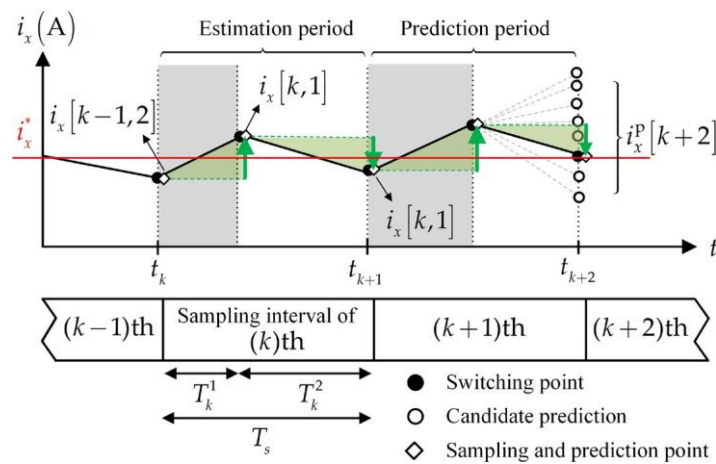 i_x (A)
Estimation period
Prediction period
i_x[k,1]
i_x[k−1,2]
i_x^*
i_x^p[k+2]
i_x[k,1]
t_k
t_{k+1}
t_{k+2}
t
(k−1)th
Sampling interval of
(k)th
(k+1)th
(k+2)th
T_k^1
T_k^2
T_s
Switching point
Candidate prediction
Sampling and prediction point